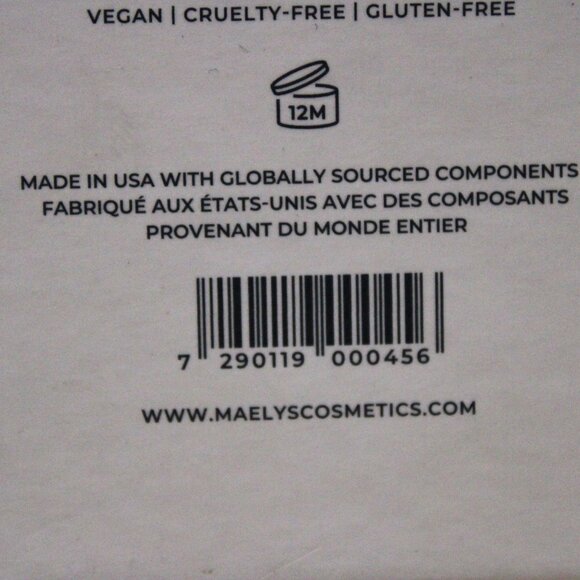 VEGAN | CRUELTY-FREE | GLUTEN-FREE
12M
MADE IN USA WITH GLOBALLY SOURCED COMPONENTS
FABRIQUÉ AUX ÉTATS-UNIS AVEC DES COMPOSANTS
PROVENANT DU MONDE ENTIER
7 290119 000456
WWW.MAELYSCOSMETICS.COM